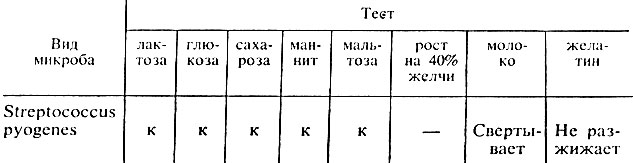 Тест
Вид микроба
лак- тоза
глю- коза
саха- роза
ман- нит
маль- тоза
рост на 40% желчи
моло- ко
жела- тин
Streptococcus pyogenes
к
к
к
к
к
—
Сверты- вает
Не раз- жижает